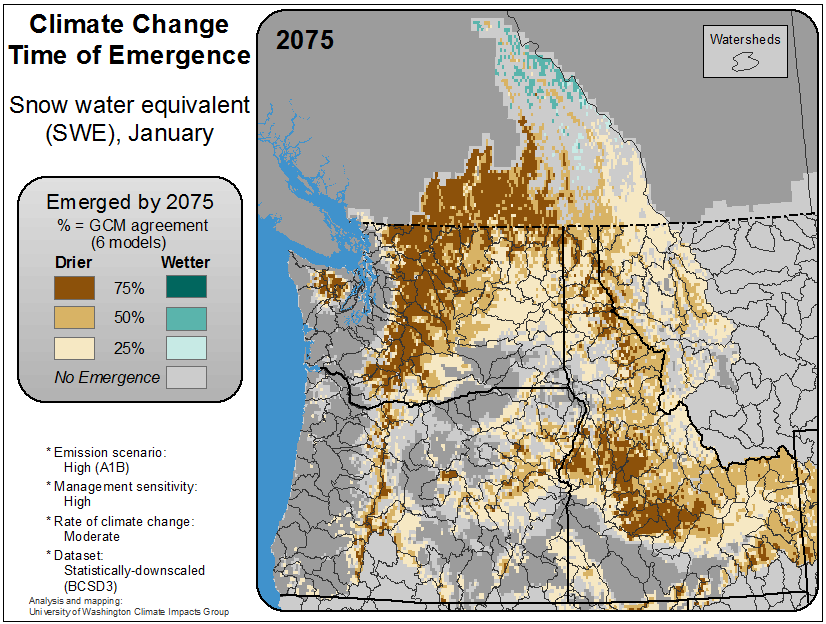 Climate Change
Time of Emergence
Snow water equivalent
(SWE), January
Emerged by 2075
% = GCM agreement
(6 models)
Drier Wetter
75%
50%
25%
No Emergence
* Emission scenario:
High (A1B)
* Management sensitivity:
High
* Rate of climate change:
Moderate
* Dataset:
Statistically-downscaled
(BCSD3)
Analysis and mapping:
University of Washington Climate Impacts Group
2075
Watersheds